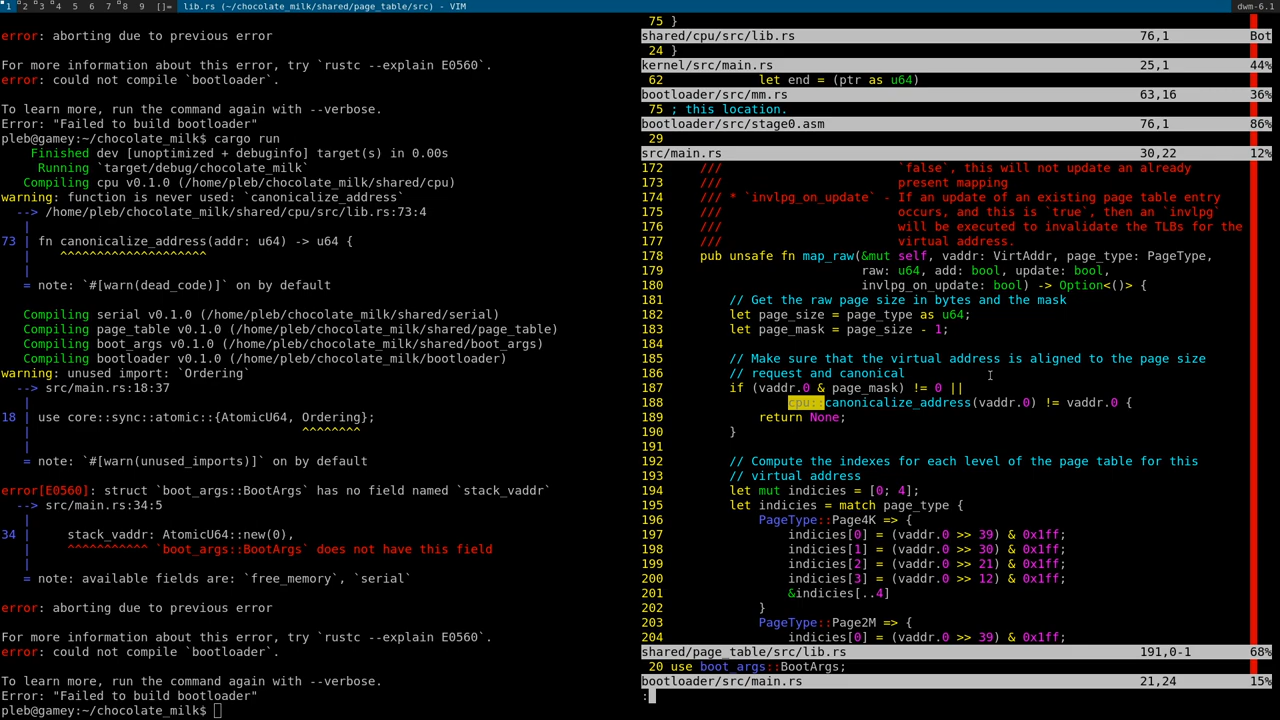 1 2 3 4 5 6 7 8 9 []= lib.rs (~/chocolate_milk/shared/page_table/src) - VIM dwm-6.1
error: aborting due to previous error
For more information about this error, try `rustc --explain E0560`.
error: could not compile `bootloader`.
To learn more, run the command again with --verbose.
Error: "Failed to build bootloader"
pleb@gamey:~/chocolate_milk$ cargo run
Finished dev [unoptimized + debuginfo] target(s) in 0.00s
Running `target/debug/chocolate_milk`
Compiling cpu v0.1.0 (/home/pleb/chocolate_milk/shared/cpu)
warning: function is never used: `canonicalize_address`
--> /home/pleb/chocolate_milk/shared/cpu/src/lib.rs:73:4
|
73 | fn canonicalize_address(addr: u64) -> u64 {
| ^^^^^^^^^^^^^^^^^^^^
|
= note: `#[warn(dead_code)]` on by default
Compiling serial v0.1.0 (/home/pleb/chocolate_milk/shared/serial)
Compiling page_table v0.1.0 (/home/pleb/chocolate_milk/shared/page_table)
Compiling boot_args v0.1.0 (/home/pleb/chocolate_milk/shared/boot_args)
Compiling bootloader v0.1.0 (/home/pleb/chocolate_milk/bootloader)
warning: unused import: `Ordering`
--> src/main.rs:18:37
|
18 | use core::sync::atomic::{AtomicU64, Ordering};
| ^^^^^^^^
|
= note: `#[warn(unused_imports)]` on by default
error[E0560]: struct `boot_args::BootArgs` has no field named `stack_vaddr`
--> src/main.rs:34:5
|
34 | stack_vaddr: AtomicU64::new(0),
| ^^^^^^^^^^^ `boot_args::BootArgs` does not have this field
|
= note: available fields are: `free_memory`, `serial`
error: aborting due to previous error
For more information about this error, try `rustc --explain E0560`.
error: could not compile `bootloader`.
To learn more, run the command again with --verbose.
Error: "Failed to build bootloader"
pleb@gamey:~/chocolate_milk$
75 }
shared/cpu/src/lib.rs 76,1 Bot
24 }
kernel/src/main.rs 25,1 44%
62 let end = (ptr as u64)
bootloader/src/mm.rs 63,16 36%
75 ; this location.
bootloader/src/stage0.asm 76,1 86%
29
src/main.rs 30,22 12%
172 /// `false`, this will not update an already
173 /// present mapping
174 /// * `invlpg_on_update` - If an update of an existing page table entry
175 /// occurs, and this is `true`, then an `invlpg`
176 /// will be executed to invalidate the TLBs for the
177 /// virtual address.
178 pub unsafe fn map_raw(&mut self, vaddr: VirtAddr, page_type: PageType,
179 raw: u64, add: bool, update: bool,
180 invlpg_on_update: bool) -> Option<()> {
181 // Get the raw page size in bytes and the mask
182 let page_size = page_type as u64;
183 let page_mask = page_size - 1;
184
185 // Make sure that the virtual address is aligned to the page size
186 // request and canonical
187 if (vaddr.0 & page_mask) != 0 ||
188 cpu::canonicalize_address(vaddr.0) != vaddr.0 {
189 return None;
190 }
191
192 // Compute the indexes for each level of the page table for this
193 // virtual address
194 let mut indicies = [0; 4];
195 let indicies = match page_type {
196 PageType::Page4K => {
197 indicies[0] = (vaddr.0 >> 39) & 0x1ff;
198 indicies[1] = (vaddr.0 >> 30) & 0x1ff;
199 indicies[2] = (vaddr.0 >> 21) & 0x1ff;
200 indicies[3] = (vaddr.0 >> 12) & 0x1ff;
201 &indicies[..4]
202 }
203 PageType::Page2M => {
204 indicies[0] = (vaddr.0 >> 39) & 0x1ff;
shared/page_table/src/lib.rs 191,0-1 68%
20 use boot_args::BootArgs;
bootloader/src/main.rs 21,24 15%
: